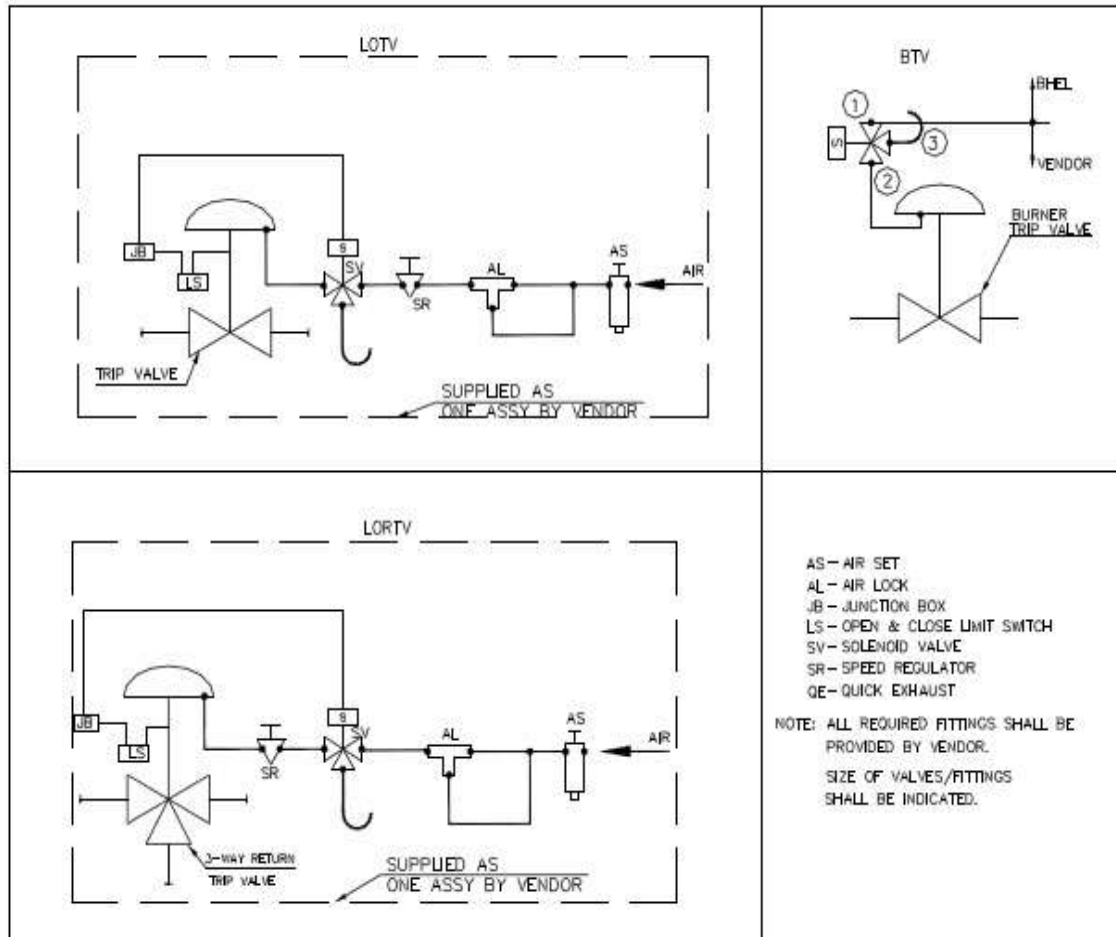 LOTV
JB
LS
S
SV
SR
AL
AS
AIR
TRIP VALVE
SUPPLIED AS
ONE ASSY BY VENDOR
BTV
BHEL
1
S
3
VENDOR
2
BURNER
TRIP VALVE
LORTV
JB
LS
SR
S
SV
AL
AS
AIR
3-WAY RETURN
TRIP VALVE
SUPPLIED AS
ONE ASSY BY VENDOR
AS - AIR SET
AL - AIR LOCK
JB - JUNCTION BOX
LS - OPEN & CLOSE LIMIT SWITCH
SV - SOLENOID VALVE
SR - SPEED REGULATOR
QE - QUICK EXHAUST
NOTE: ALL REQUIRED FITTINGS SHALL BE
PROVIDED BY VENDOR.
SIZE OF VALVES/FITTINGS
SHALL BE INDICATED.